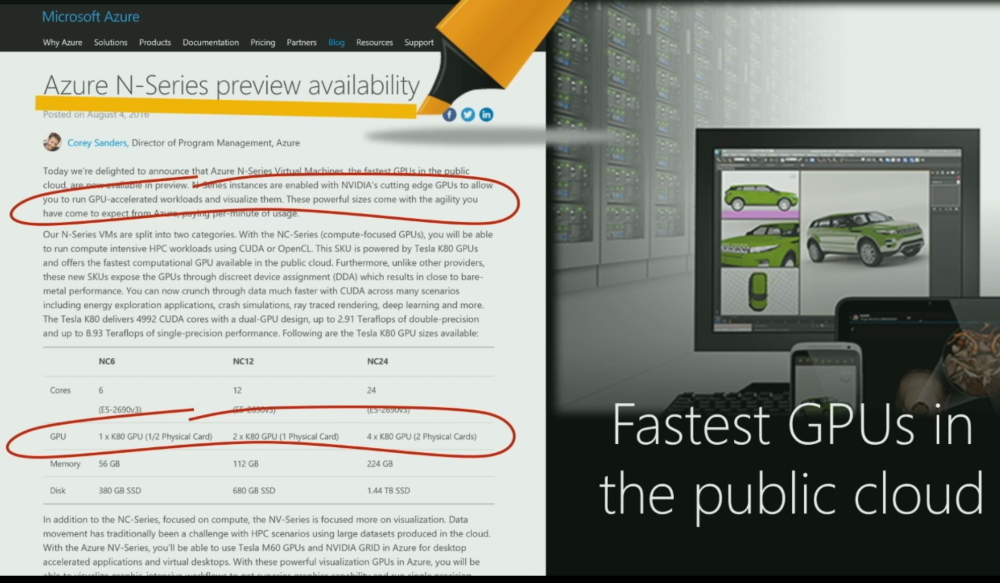 Microsoft Azure
Why Azure Solutions Products Documentation Pricing Partners Blog Resources Support
Azure N-Series preview availability
Posted on August 4, 2016
Corey Sanders, Director of Program Management, Azure
Today we're delighted to announce that Azure N-Series Virtual Machines, the fastest GPUs in the public
cloud, are now available in preview. N-Series instances are enabled with NVIDIA's cutting edge GPUs to allow
you to run GPU-accelerated workloads and visualize them. These powerful sizes come with the agility you
have come to expect from Azure, paying per-minute of usage.
Our N-Series VMs are split into two categories. With the NC-Series (compute-focused GPUs), you will be able
to run compute intensive HPC workloads using CUDA or OpenCL. This SKU is powered by Tesla K80 GPUs
and offers the fastest computational GPU available in the public cloud. Furthermore, unlike other providers,
these new SKUs expose the GPUs through discreet device assignment (DDA) which results in close to bare-
metal performance. You can now crunch through data much faster with CUDA across many scenarios
including energy exploration applications, crash simulations, ray traced rendering, deep learning and more.
The Tesla K80 delivers 4992 CUDA cores with a dual-GPU design, up to 2.91 Teraflops of double-precision
and up to 8.93 Teraflops of single-precision performance. Following are the Tesla K80 GPU sizes available:
NC6 NC12 NC24
Cores 6 12 24
(E5-2690v3) (E5-2690v3) (E5-2690v3)
GPU 1 x K80 GPU (1/2 Physical Card) 2 x K80 GPU (1 Physical Card) 4 x K80 GPU (2 Physical Cards)
Memory 56 GB 112 GB 224 GB
Disk 380 GB SSD 680 GB SSD 1.44 TB SSD
In addition to the NC-Series, focused on compute, the NV-Series is focused more on visualization. Data
movement has traditionally been a challenge with HPC scenarios using large datasets produced in the cloud.
With the Azure NV-Series, you'll be able to use Tesla M60 GPUs and NVIDIA GRID in Azure for desktop
accelerated applications and virtual desktops. With these powerful visualization GPUs in Azure, you will be
able to visualize graphic-intensive workflows to get superior graphics capability and run single precision
Fastest GPUs in
the public cloud